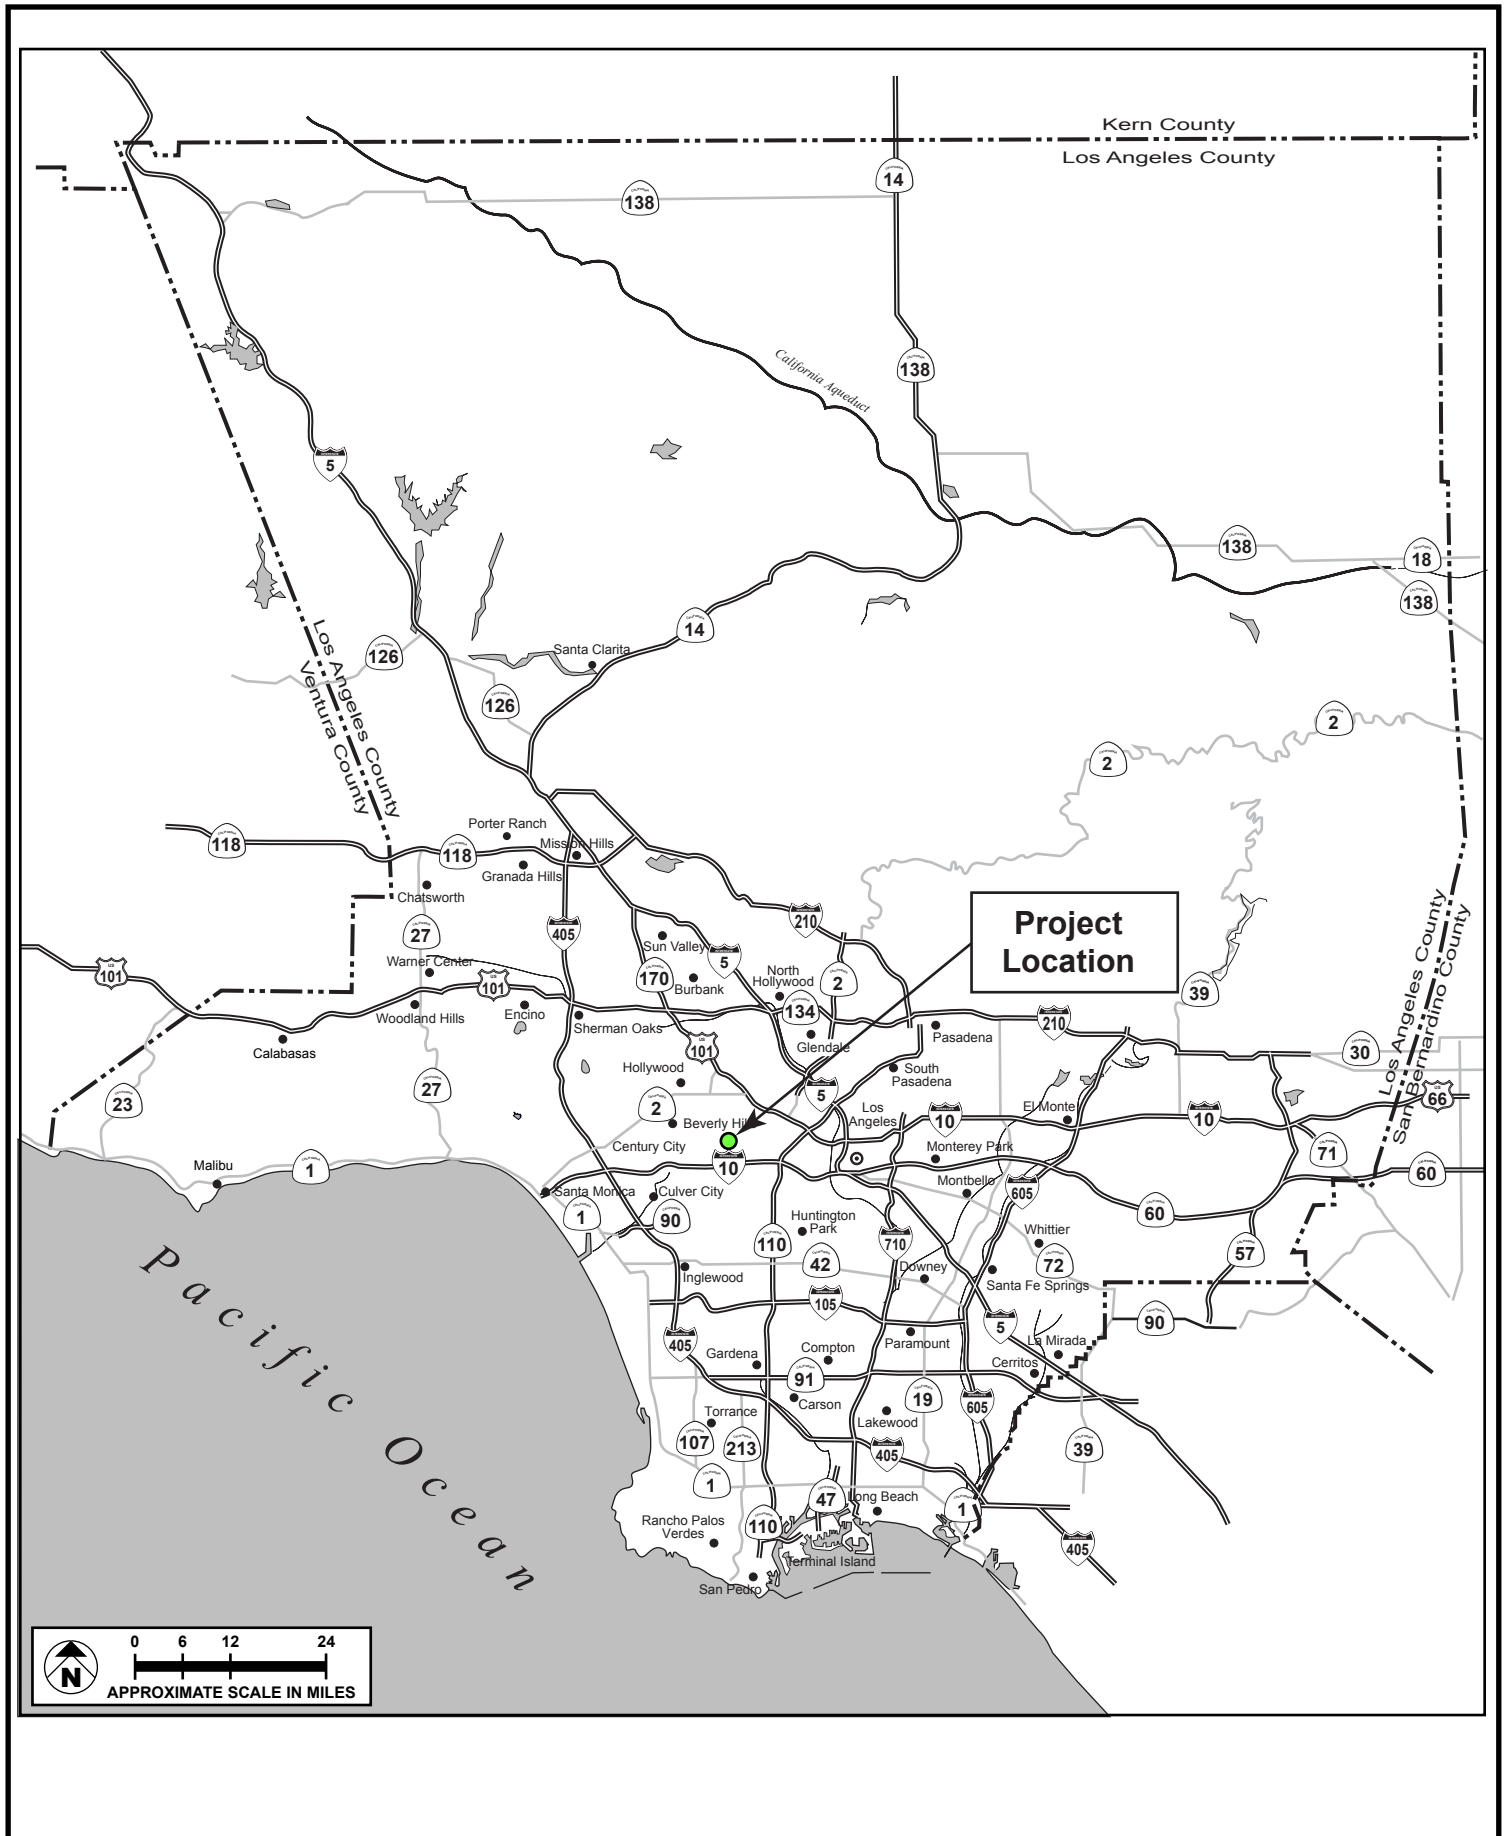 Kern County
Los Angeles County
14
138
138
California Aqueduct
5
138
18
138
14
126
Santa Clarita
126
Los Angeles County
Ventura County
2
2
118
118
Porter Ranch
Mission Hills
Granada Hills
Chatsworth
27
405
210
Project
Location
Los Angeles County
San Bernardino County
Sun Valley
5
170
Burbank
North
Hollywood
2
134
39
US
101
Warner Center
US
101
Woodland Hills
Encino
Sherman Oaks
Calabasas
US
101
Glendale
Pasadena
210
30
Hollywood
South
Pasadena
5
23
27
2
Beverly Hil
Los
Angeles
10
El Monte
10
US
66
Century City
10
Monterey Park
71
60
Malibu
1
Santa Monica
Culver City
Montbello
605
60
1
90
Huntington
Park
110
710
Whittier
72
57
42
Inglewood
Downey
Santa Fe Springs
105
5
90
405
Gardena
Compton
Paramount
La Mirada
Cerritos
91
Carson
19
605
Torrance
Lakewood
107
213
405
39
1
47
Long Beach
1
Rancho Palos
Verdes
110
405
Terminal Island
San Pedro
Pacific Ocean
0 6 12 24
N
APPROXIMATE SCALE IN MILES